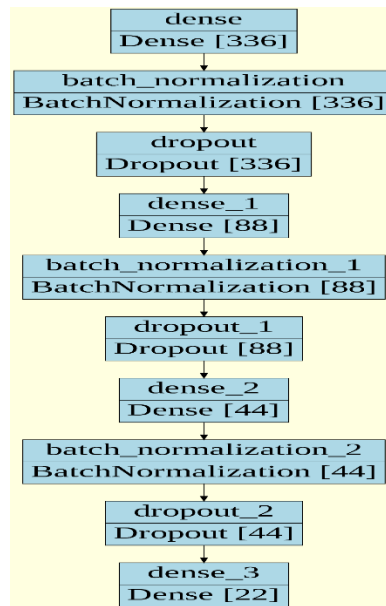 dense
Dense [336]
batch_normalization
BatchNormalization [336]
dropout
Dropout [336]
dense_1
Dense [88]
batch_normalization_1
BatchNormalization [88]
dropout_1
Dropout [88]
dense_2
Dense [44]
batch_normalization_2
BatchNormalization [44]
dropout_2
Dropout [44]
dense_3
Dense [22]